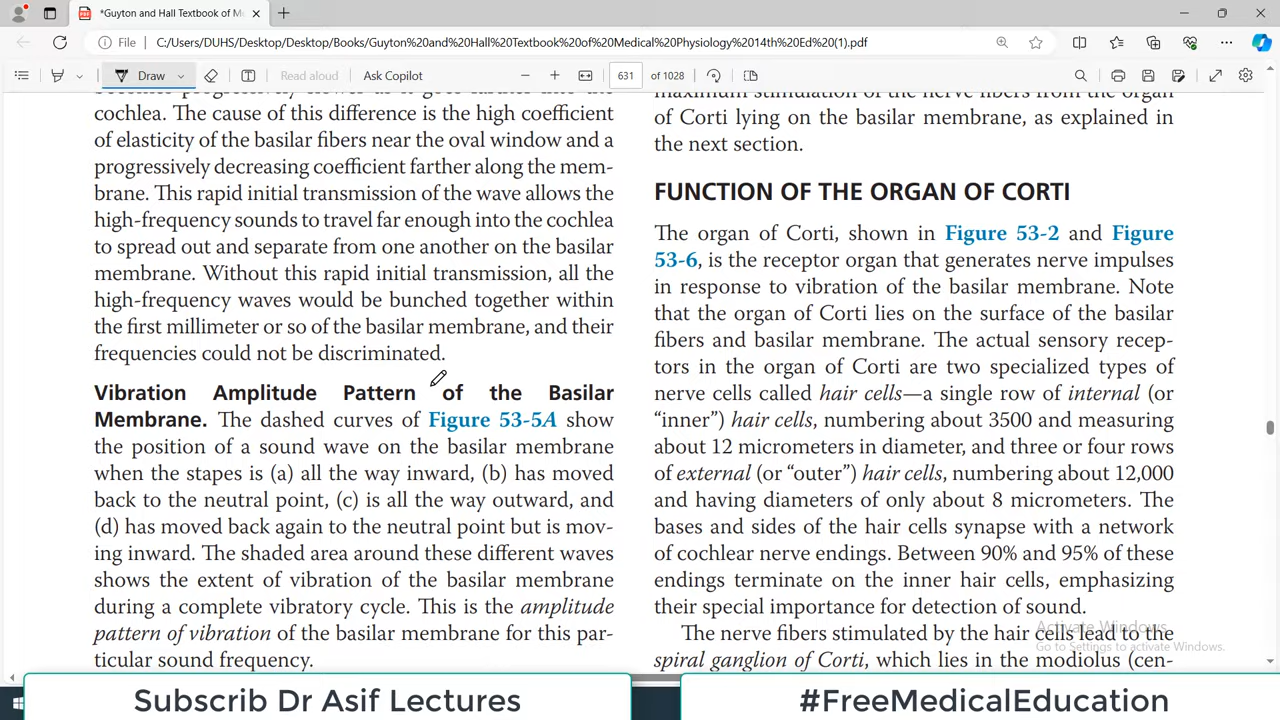 *Guyton and Hall Textbook of M
File
C:/Users/DUHS/Desktop/Desktop/Books/Guyton%20and%20Hall%20Textbook%20of%20Medical%20Physiology%2014th%20Ed%20(1).pdf
Draw
Read aloud
Ask Copilot
631
of 1028
cochlea. The cause of this difference is the high coefficient
of elasticity of the basilar fibers near the oval window and a
progressively decreasing coefficient farther along the mem-
brane. This rapid initial transmission of the wave allows the
high-frequency sounds to travel far enough into the cochlea
to spread out and separate from one another on the basilar
membrane. Without this rapid initial transmission, all the
high-frequency waves would be bunched together within
the first millimeter or so of the basilar membrane, and their
frequencies could not be discriminated.
Vibration Amplitude Pattern of the Basilar
Membrane. The dashed curves of Figure 53-5A show
the position of a sound wave on the basilar membrane
when the stapes is (a) all the way inward, (b) has moved
back to the neutral point, (c) is all the way outward, and
(d) has moved back again to the neutral point but is mov-
ing inward. The shaded area around these different waves
shows the extent of vibration of the basilar membrane
during a complete vibratory cycle. This is the amplitude
pattern of vibration of the basilar membrane for this par-
ticular sound frequency.
maximum stimulation of the nerve fibers from the organ
of Corti lying on the basilar membrane, as explained in
the next section.
FUNCTION OF THE ORGAN OF CORTI
The organ of Corti, shown in Figure 53-2 and Figure
53-6, is the receptor organ that generates nerve impulses
in response to vibration of the basilar membrane. Note
that the organ of Corti lies on the surface of the basilar
fibers and basilar membrane. The actual sensory recep-
tors in the organ of Corti are two specialized types of
nerve cells called hair cells—a single row of internal (or
“inner”) hair cells, numbering about 3500 and measuring
about 12 micrometers in diameter, and three or four rows
of external (or “outer”) hair cells, numbering about 12,000
and having diameters of only about 8 micrometers. The
bases and sides of the hair cells synapse with a network
of cochlear nerve endings. Between 90% and 95% of these
endings terminate on the inner hair cells, emphasizing
their special importance for detection of sound.
The nerve fibers stimulated by the hair cells lead to the
spiral ganglion of Corti, which lies in the modiolus (cen-
Activate Windows
Go to Settings to activate Windows.
Subscrib Dr Asif Lectures
#FreeMedicalEducation